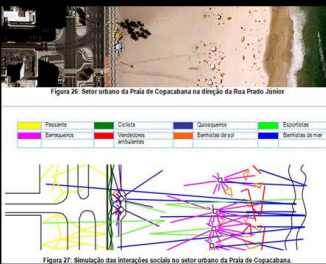 Figura 26: Setor urbano da Praia de Copacabana na direção da Rua Prado Júnior
Passante
Ciclista
Quiosqueiros
Esportistas
Barraqueiros
Vendedores
ambulantes
Banhistas de sol
Banhistas de mar
Figura 27: Simulação das interações sociais no setor urbano da Praia de Copacabana.